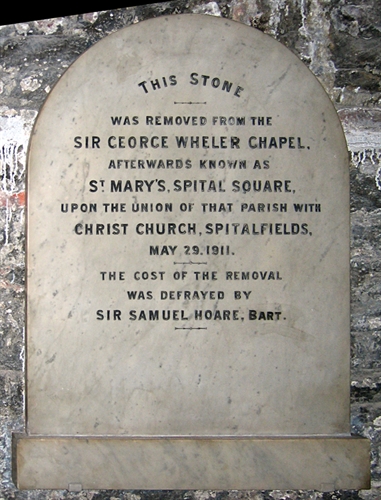 THIS STONE
WAS REMOVED FROM THE
SIR GEORGE WHELER CHAPEL,
AFTERWARDS KNOWN AS
ST MARY'S, SPITAL SQUARE,
UPON THE UNION OF THAT PARISH WITH
CHRIST CHURCH, SPITALFIELDS,
MAY 29. 1911.
THE COST OF THE REMOVAL
WAS DEFRAYED BY
SIR SAMUEL HOARE, BART.